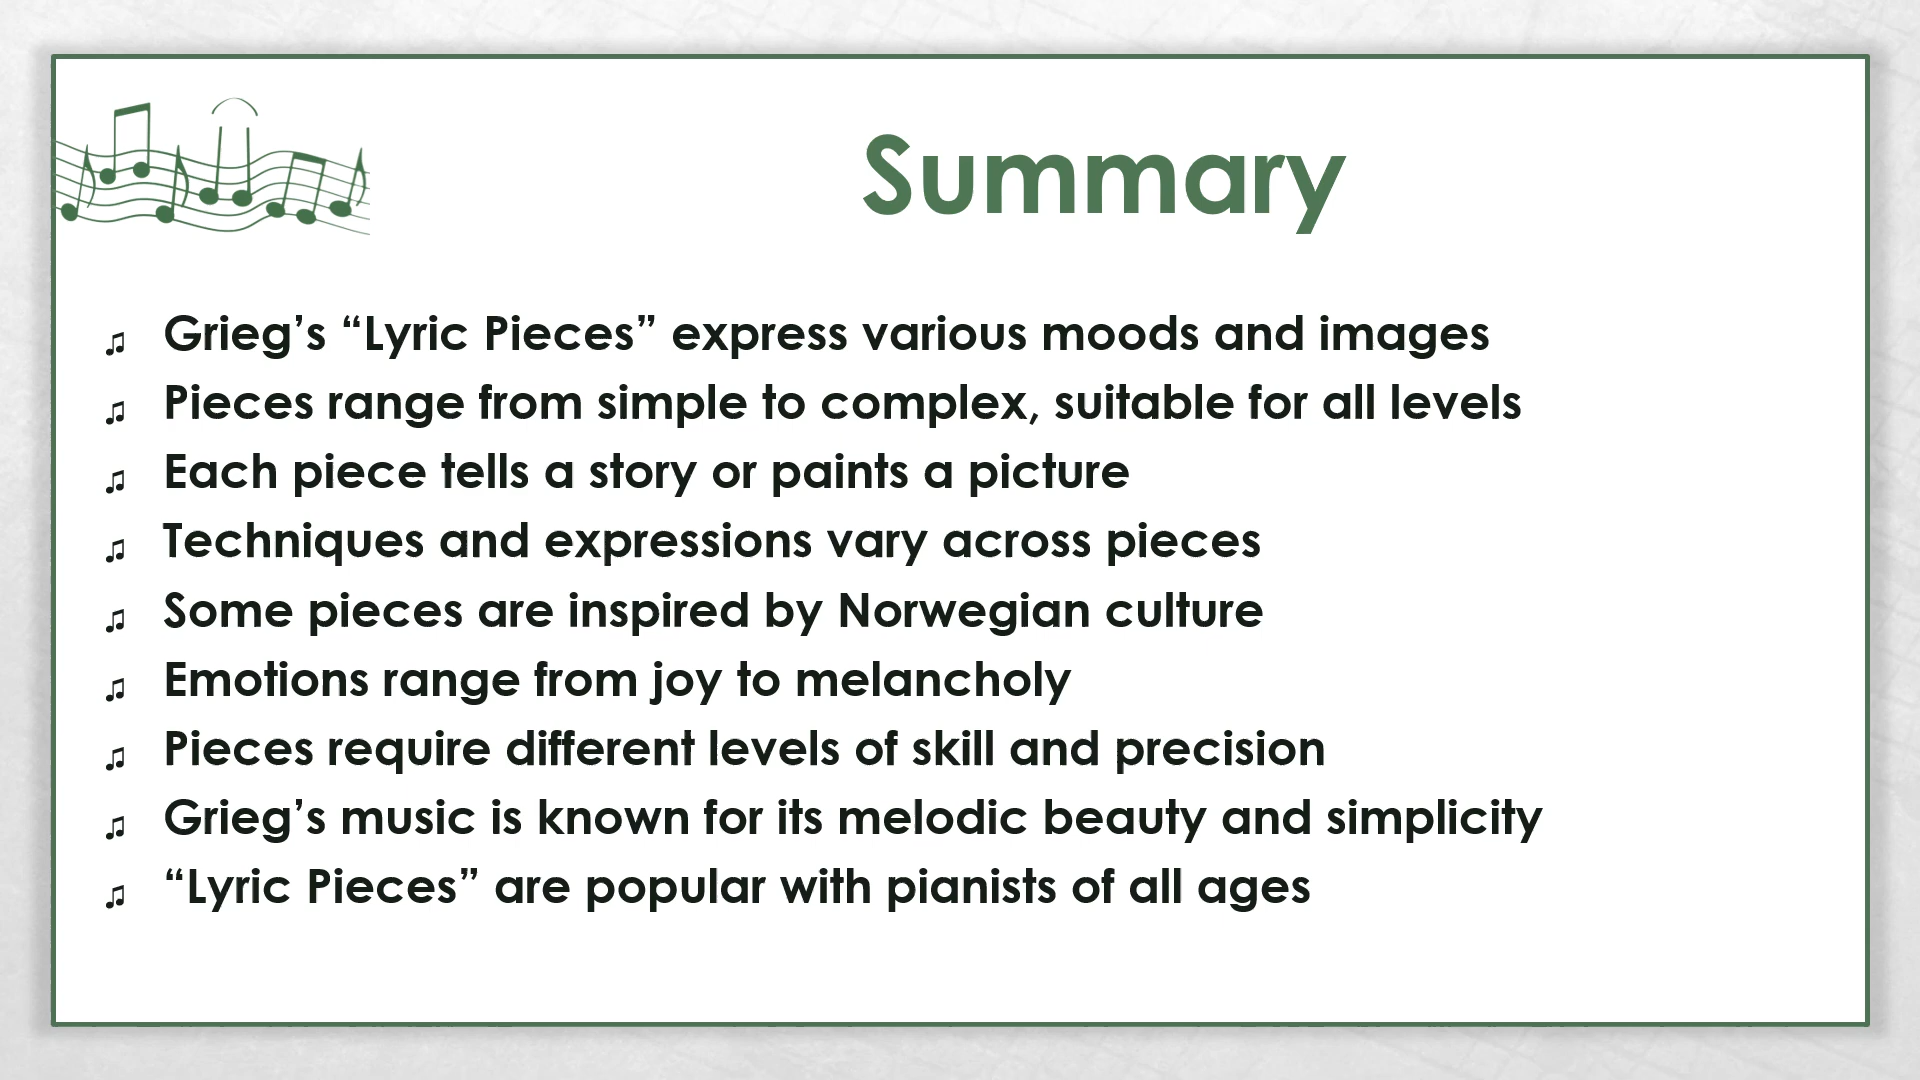 Summary
♫ Grieg’s “Lyric Pieces” express various moods and images
♫ Pieces range from simple to complex, suitable for all levels
♫ Each piece tells a story or paints a picture
♫ Techniques and expressions vary across pieces
♫ Some pieces are inspired by Norwegian culture
♫ Emotions range from joy to melancholy
♫ Pieces require different levels of skill and precision
♫ Grieg’s music is known for its melodic beauty and simplicity
♫ “Lyric Pieces” are popular with pianists of all ages